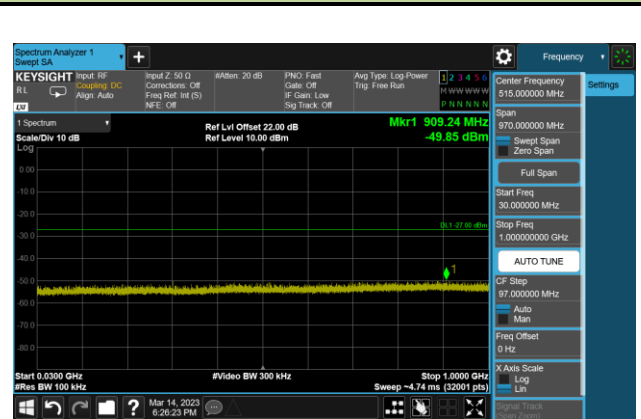 Spectrum Analyzer 1
Swept SA
Frequency
KEYSIGHT
RL
LXI
Input: RF
Coupling: DC
Align: Auto
Input Z: 50 Ω
Corrections: Off
Freq Ref: Int (S)
NFE: Off
#Atten: 20 dB
PNO: Fast
Gate: Off
IF Gain: Low
Sig Track: Off
Avg Type: Log-Power
Trig: Free Run
1 2 3 4 5 6
M W W W W W
P N N N N N
Center Frequency
515.000000 MHz
Settings
Span
970.000000 MHz
Swept Span
Zero Span
Full Span
Start Freq
30.000000 MHz
Stop Freq
1.000000000 GHz
AUTO TUNE
CF Step
97.000000 MHz
Auto
Man
Freq Offset
0 Hz
X Axis Scale
Log
Lin
Signal Track
(Span Zoom)
1 Spectrum
Scale/Div 10 dB
Log
Ref Lvl Offset 22.00 dB
Ref Level 10.00 dBm
Mkr1 909.24 MHz
-49.85 dBm
0.00
-10.0
-20.0
-30.0
-40.0
-50.0
-60.0
-70.0
-80.0
DL1 -27.00 dBm
1
Start 0.0300 GHz
#Res BW 100 kHz
#Video BW 300 kHz
Stop 1.0000 GHz
Sweep ~4.74 ms (32001 pts)
?
Mar 14, 2023
6:26:23 PM